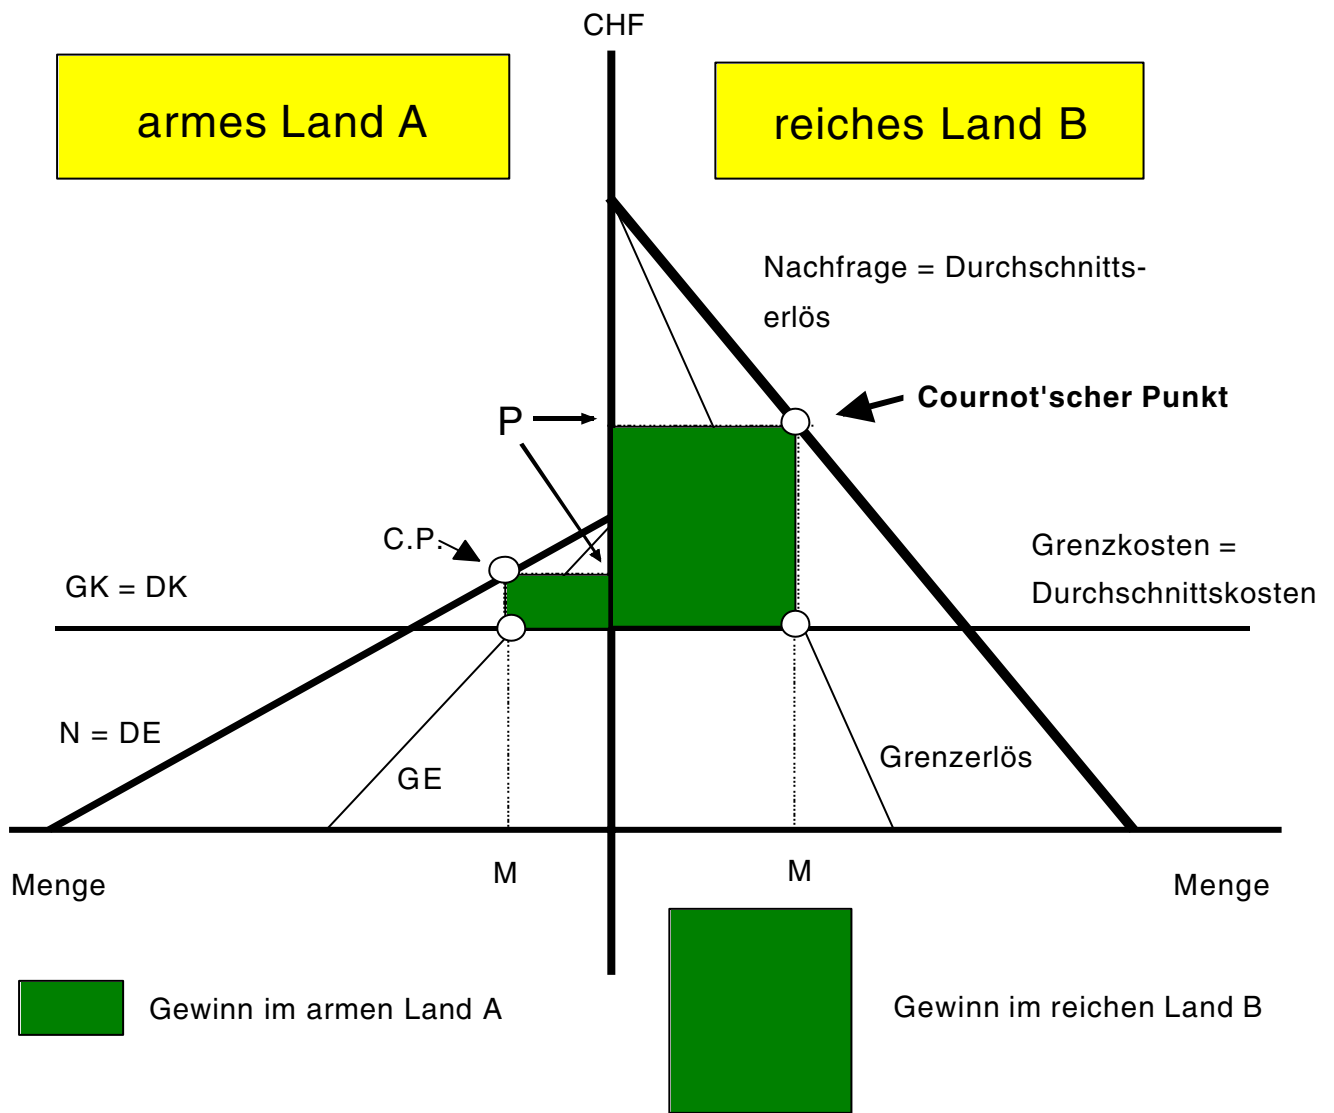 CHF
armes Land A
reiches Land B
Nachfrage = Durchschnitts-
erlös
Cournot'scher Punkt
P
C.P.
Grenzkosten =
Durchschnittskosten
GK = DK
N = DE
GE
Grenzerlös
M
M
Menge
Menge
Gewinn im armen Land A
Gewinn im reichen Land B